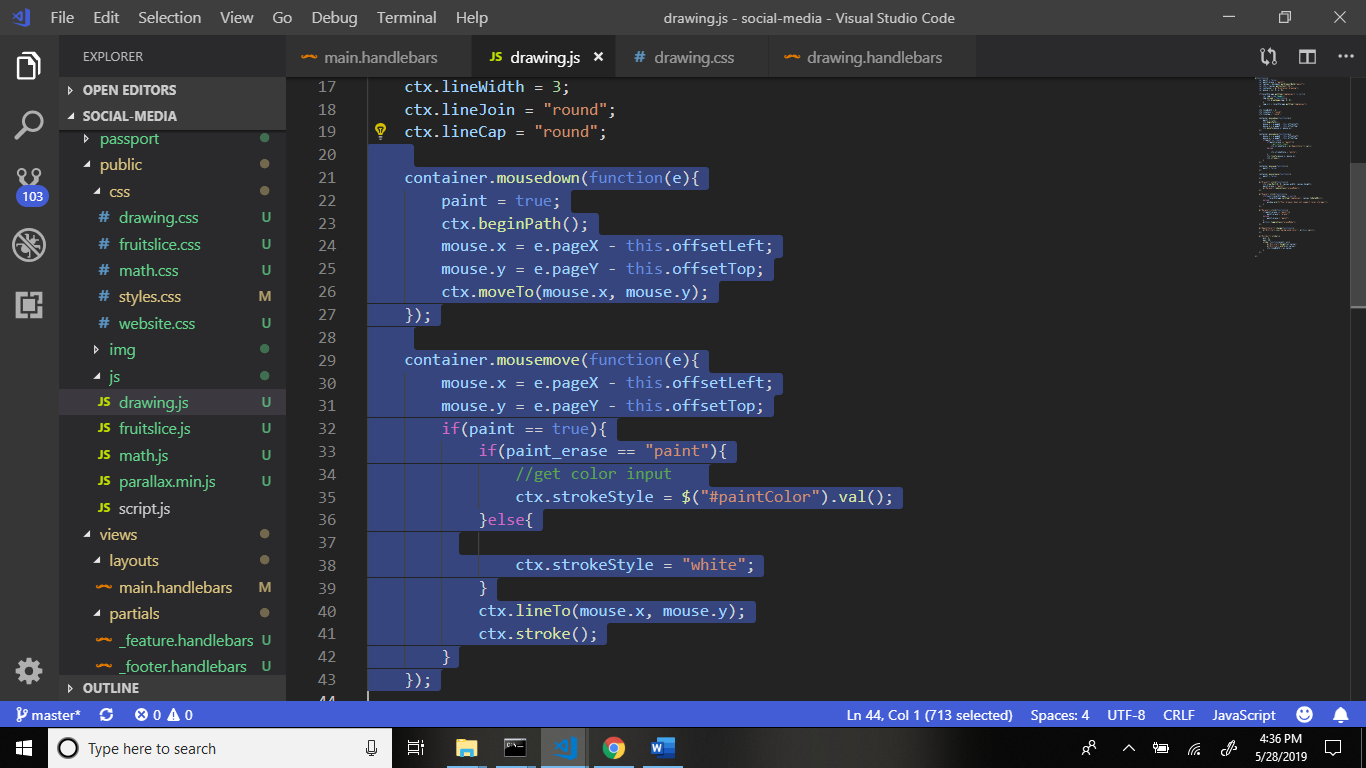 File Edit Selection View Go Debug Terminal Help drawing.js - social-media - Visual Studio Code
EXPLORER
OPEN EDITORS
SOCIAL-MEDIA
passport
public
css
# drawing.css U
# fruitslice.css U
# math.css U
# styles.css M
# website.css U
img
js
JS drawing.js U
JS fruitslice.js U
JS math.js U
JS parallax.min.js U
JS script.js
views
layouts
main.handlebars M
partials
_feature.handlebars U
_footer.handlebars U
OUTLINE
103
main.handlebars JS drawing.js × # drawing.css drawing.handlebars
17 ctx.lineWidth = 3;
18 ctx.lineJoin = "round";
19 ctx.lineCap = "round";
20
21 container.mousedown(function(e){
22 paint = true;
23 ctx.beginPath();
24 mouse.x = e.pageX - this.offsetLeft;
25 mouse.y = e.pageY - this.offsetTop;
26 ctx.moveTo(mouse.x, mouse.y);
27 });
28
29 container.mousemove(function(e){
30 mouse.x = e.pageX - this.offsetLeft;
31 mouse.y = e.pageY - this.offsetTop;
32 if(paint == true){
33 if(paint_erase == "paint"){
34 //get color input
35 ctx.strokeStyle = $("#paintColor").val();
36 }else{
37
38 ctx.strokeStyle = "white";
39 }
40 ctx.lineTo(mouse.x, mouse.y);
41 ctx.stroke();
42 }
43 });
44
master* 0 0 Ln 44, Col 1 (713 selected) Spaces: 4 UTF-8 CRLF JavaScript
Type here to search
4:36 PM
5/28/2019